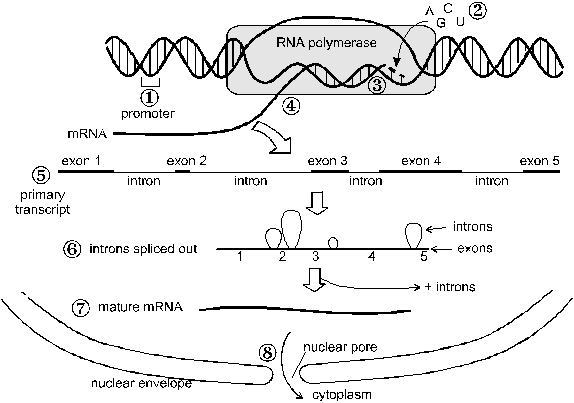 A C U G ②
RNA polymerase
①
promoter
③
④
mRNA
exon 1 exon 2 exon 3 exon 4 exon 5
⑤
intron intron intron intron
primary
transcript
introns
⑥ introns spliced out
exons
1 2 3 4 5
+ introns
⑦ mature mRNA
⑧
nuclear pore
nuclear envelope
cytoplasm